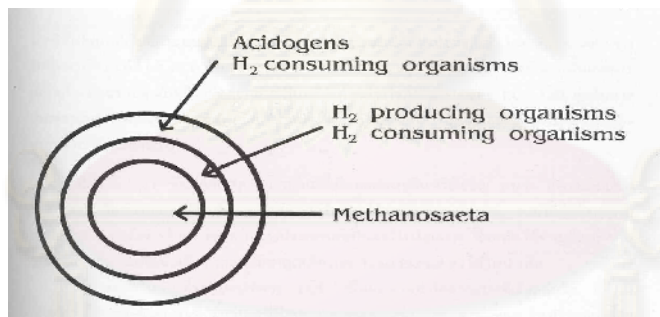 Acidogens
H₂ consuming organisms
H₂ producing organisms
H₂ consuming organisms
Methanosaeta